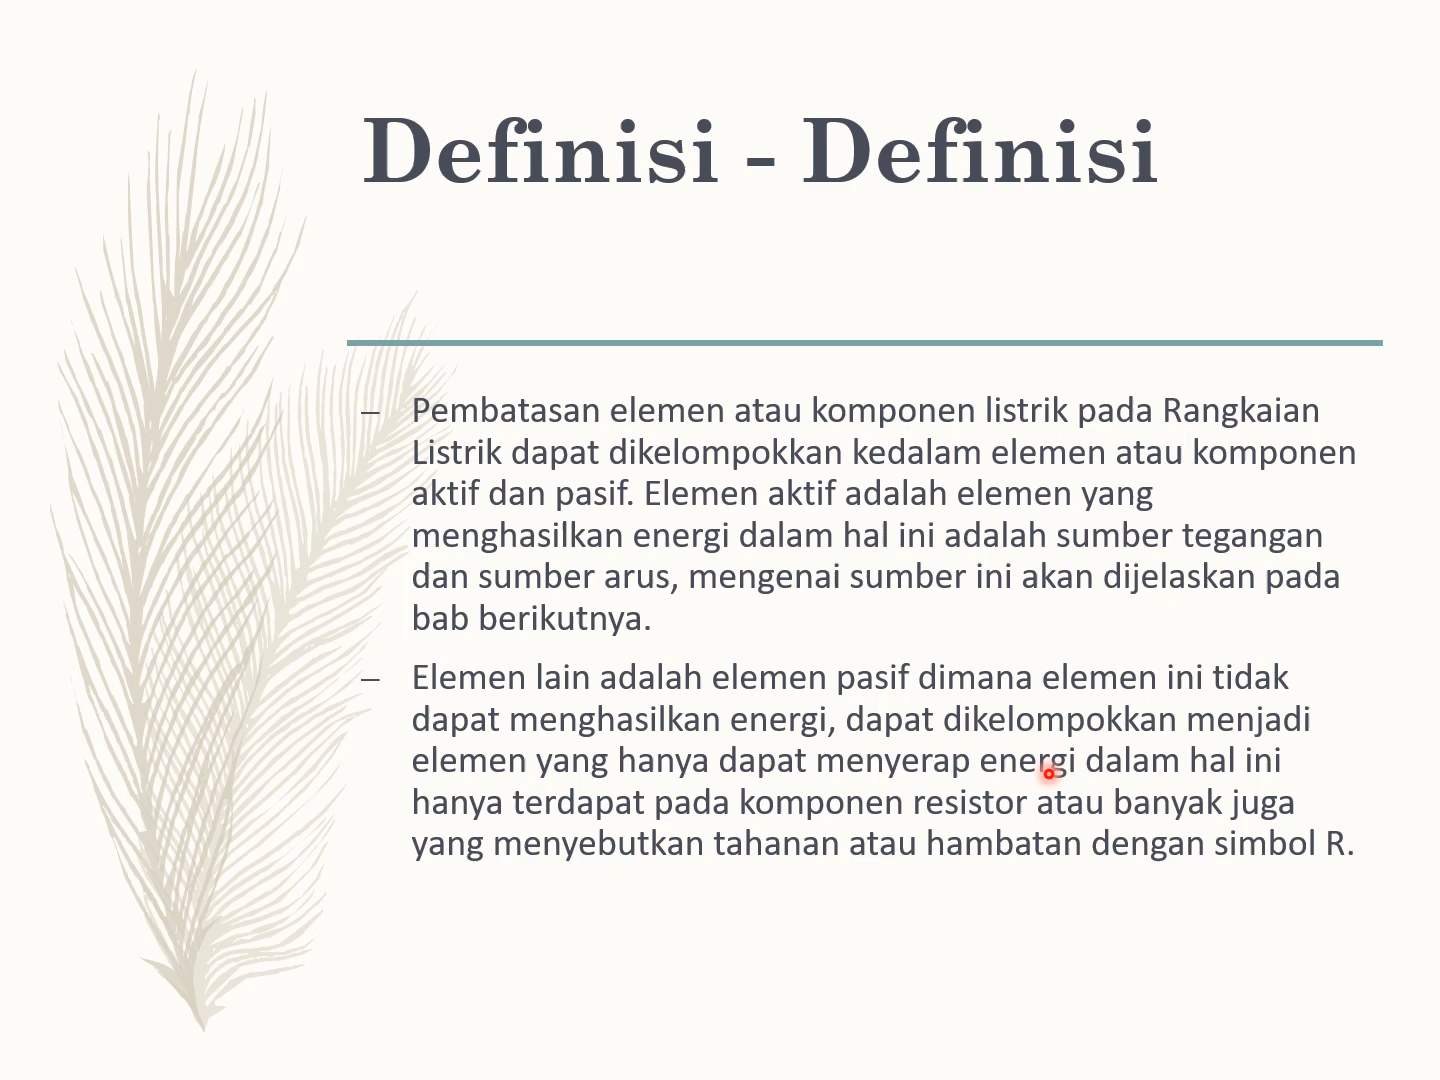 Definisi - Definisi
– Pembatasan elemen atau komponen listrik pada Rangkaian
Listrik dapat dikelompokkan kedalam elemen atau komponen
aktif dan pasif. Elemen aktif adalah elemen yang
menghasilkan energi dalam hal ini adalah sumber tegangan
dan sumber arus, mengenai sumber ini akan dijelaskan pada
bab berikutnya.
– Elemen lain adalah elemen pasif dimana elemen ini tidak
dapat menghasilkan energi, dapat dikelompokkan menjadi
elemen yang hanya dapat menyerap energi dalam hal ini
hanya terdapat pada komponen resistor atau banyak juga
yang menyebutkan tahanan atau hambatan dengan simbol R.